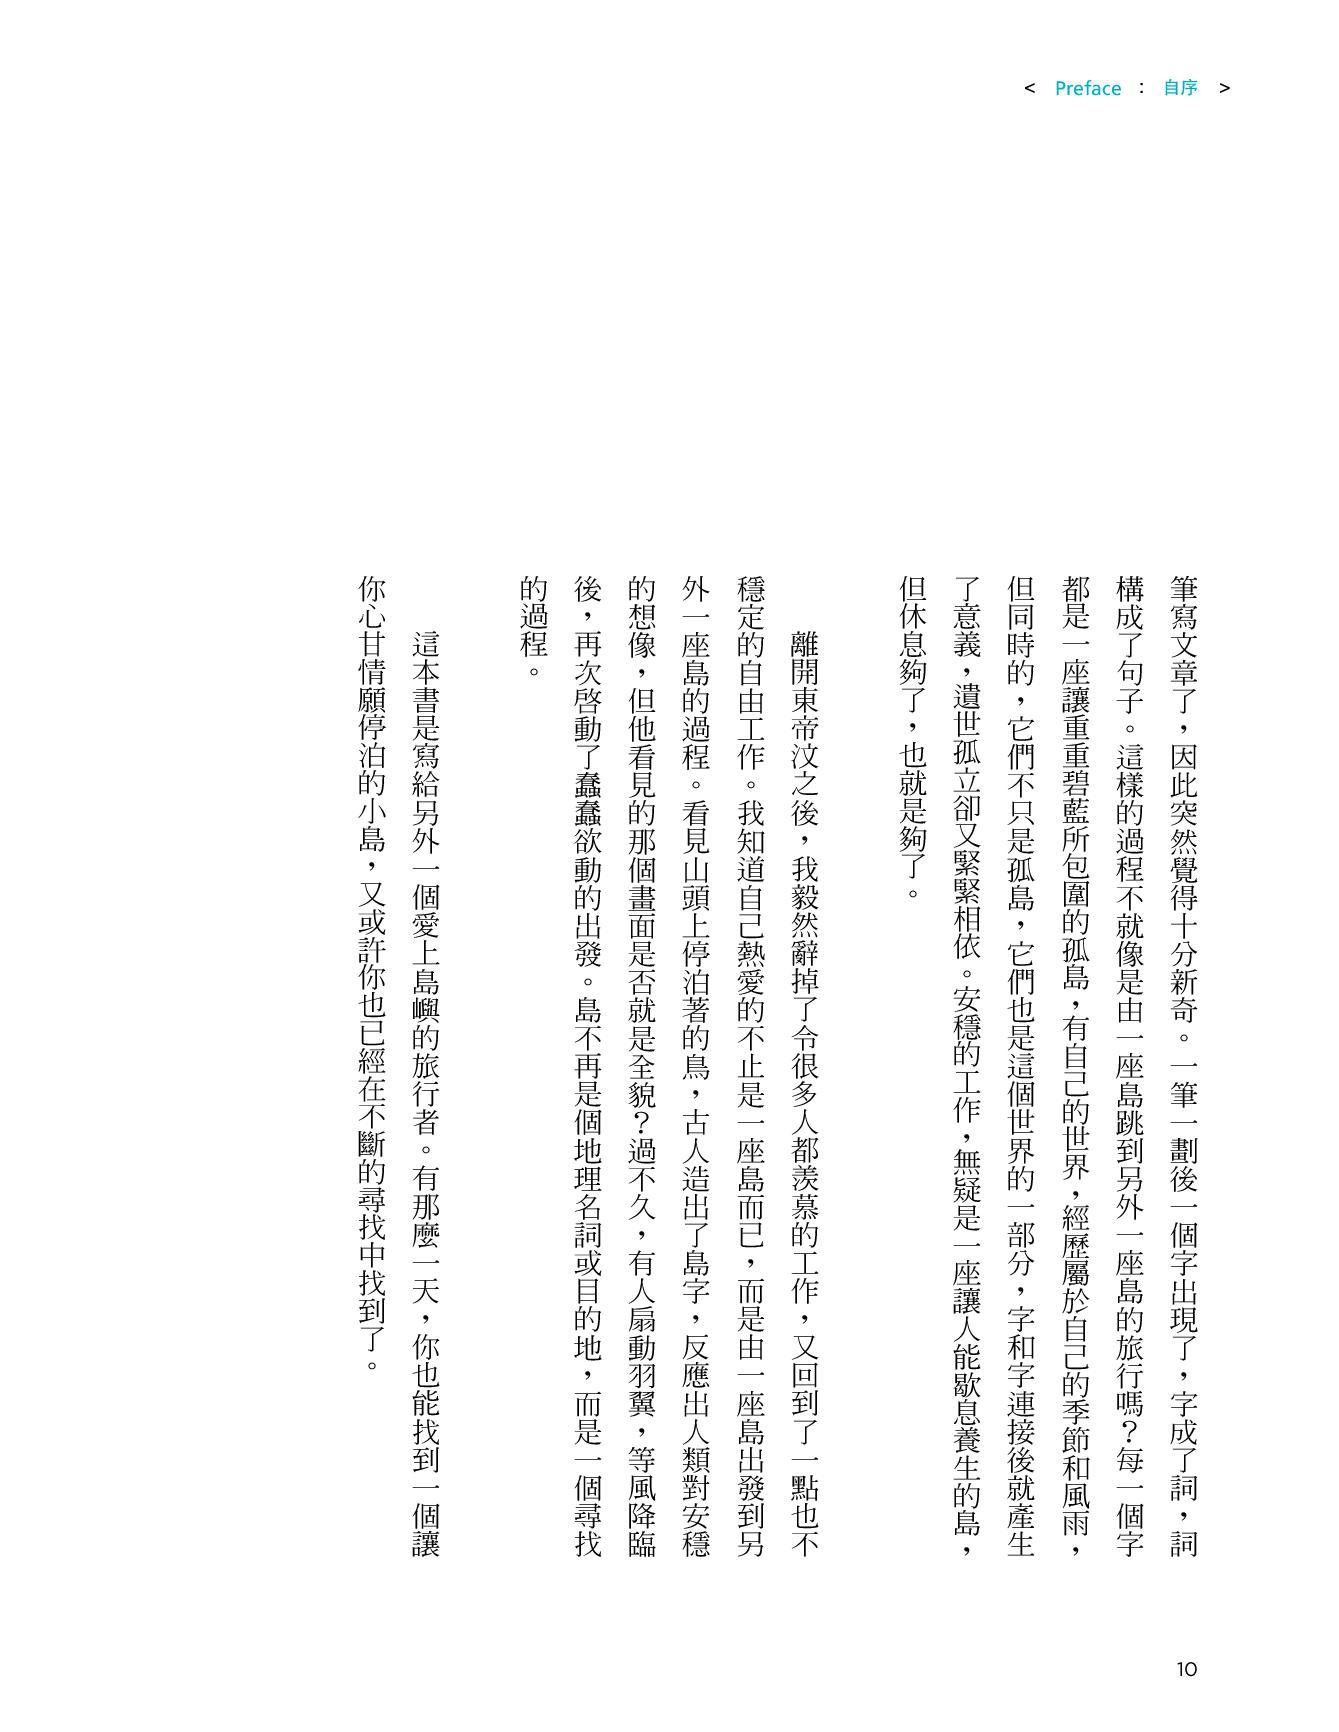 < Preface : 自序 >
筆寫文章了，因此突然覺得十分新奇。一筆一劃後一個字出現了，字成了詞，詞
構成了句子。這樣的過程不就像是由一座島跳到另外一座島的旅行嗎？每一個字
都是一座讓重重碧藍所包圍的孤島，有自己的世界，經歷屬於自己的季節和風雨，
但同時的，它們不只是孤島，它們也是這個世界的一部分，字和字連接後就產生
了意義，遺世孤立卻又緊緊相依。安穩的工作，無疑是一座讓人能歇息養生的島，
但休息夠了，也就是夠了。
離開東帝汶之後，我毅然辭掉了令很多人都羨慕的工作，又回到了一點也不
穩定的自由工作。我知道自己熱愛的不止是一座島而已，而是由一座島出發到另
外一座島的過程。看見山頭上停泊著的鳥，古人造出了島字，反應出人類對安穩
的想像，但他看見的那個畫面是否就是全貌？過不久，有人扇動羽翼，等風降臨
後，再次啓動了蠢蠢欲動的出發。島不再是個地理名詞或目的地，而是一個尋找
的過程。
這本書是寫給另外一個愛上島嶼的旅行者。有那麼一天，你也能找到一個讓
你心甘情願停泊的小島，又或許你也已經在不斷的尋找中找到了。
10